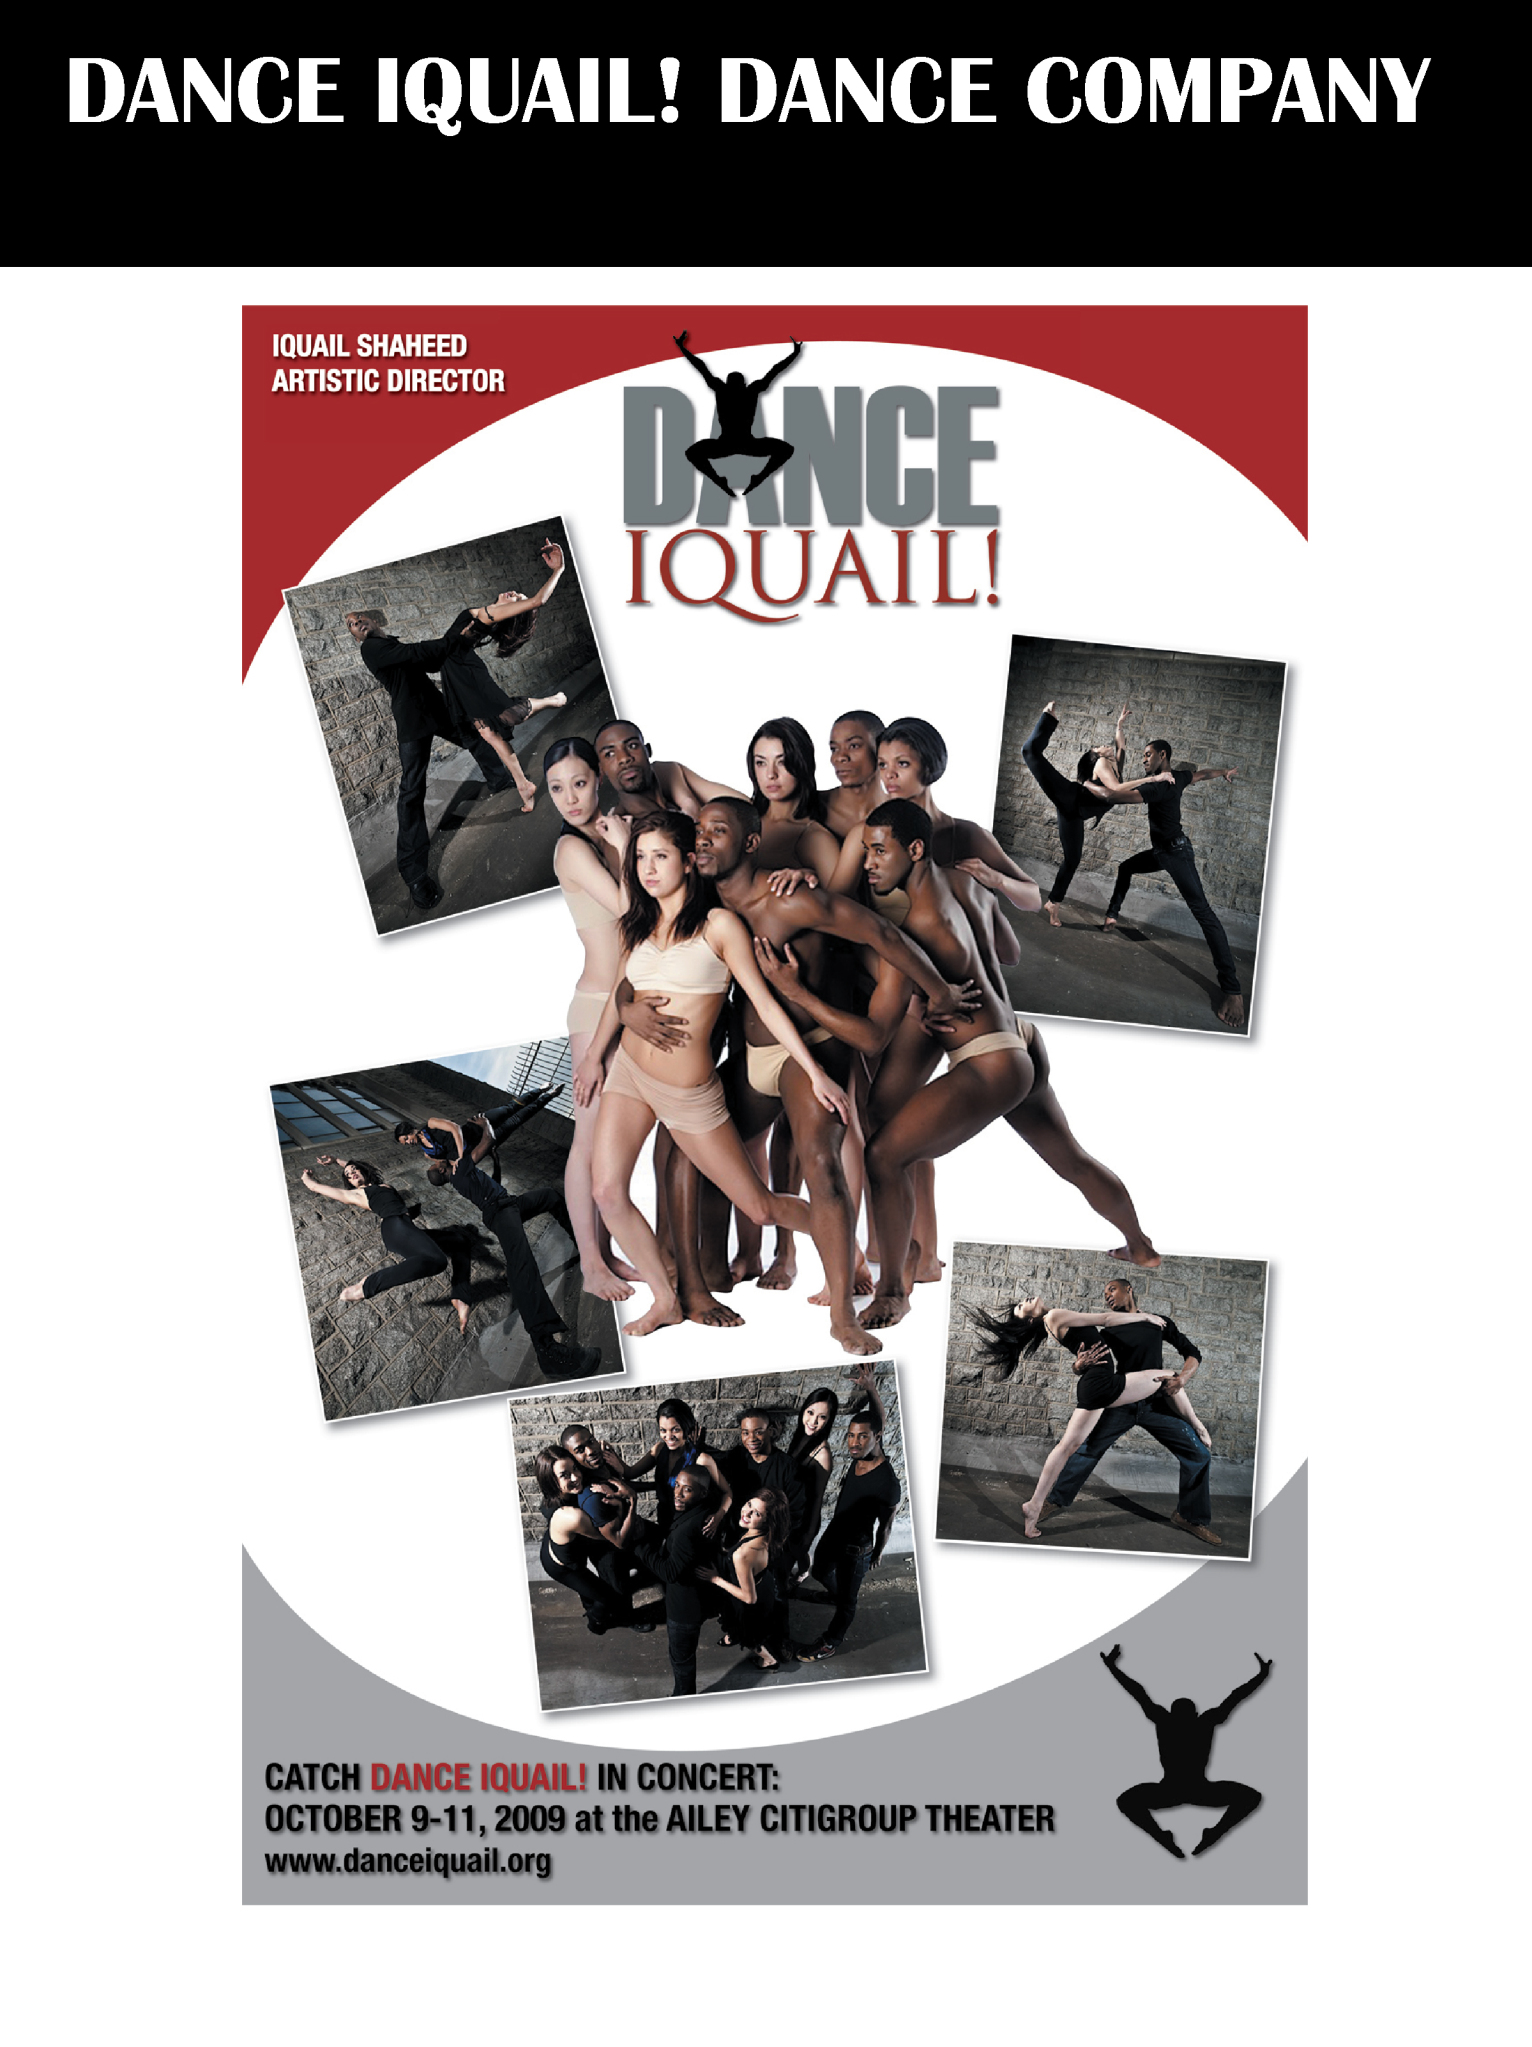 DANCE IQUAIL! DANCE COMPANY
IQUAIL SHAHEED
ARTISTIC DIRECTOR
DANCE
IQUAIL!
CATCH DANCE IQUAIL! IN CONCERT:
OCTOBER 9-11, 2009 at the AILEY CITIGROUP THEATER
www.danceiquail.org